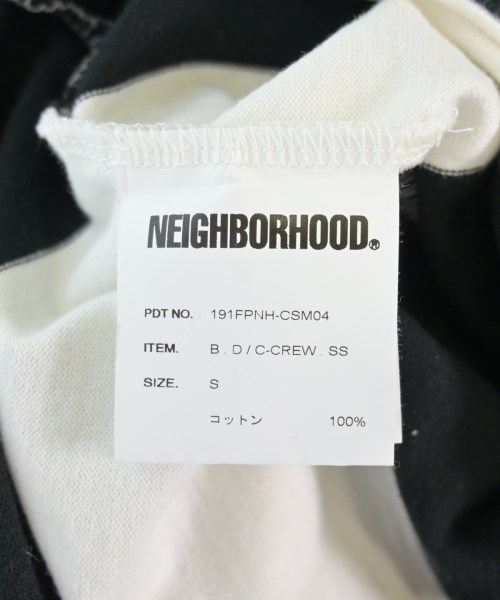 NEIGHBORHOOD®
PDT NO. 191FPNH-CSM04
ITEM. B . D / C-CREW . SS
SIZE. S
コットン 100%